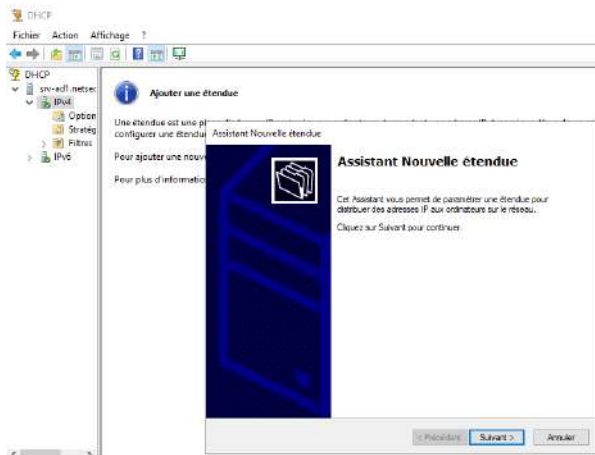 DHCP
Fichier Action Affichage ?
DHCP
srv-ad1.netsec
IPv4
Option
Stratég
Filtres
IPv6
Ajouter une étendue
Une étendue est une
configurer une étendu
Pour ajouter une nouv
Pour plus d'informatio
Assistant Nouvelle étendue
Assistant Nouvelle étendue
Cet Assistant vous permet de paramétrer une étendue pour
distribuer des adresses IP aux ordinateurs sur le réseau.
Cliquez sur Suivant pour continuer
< Précédent Suivant > Annuler